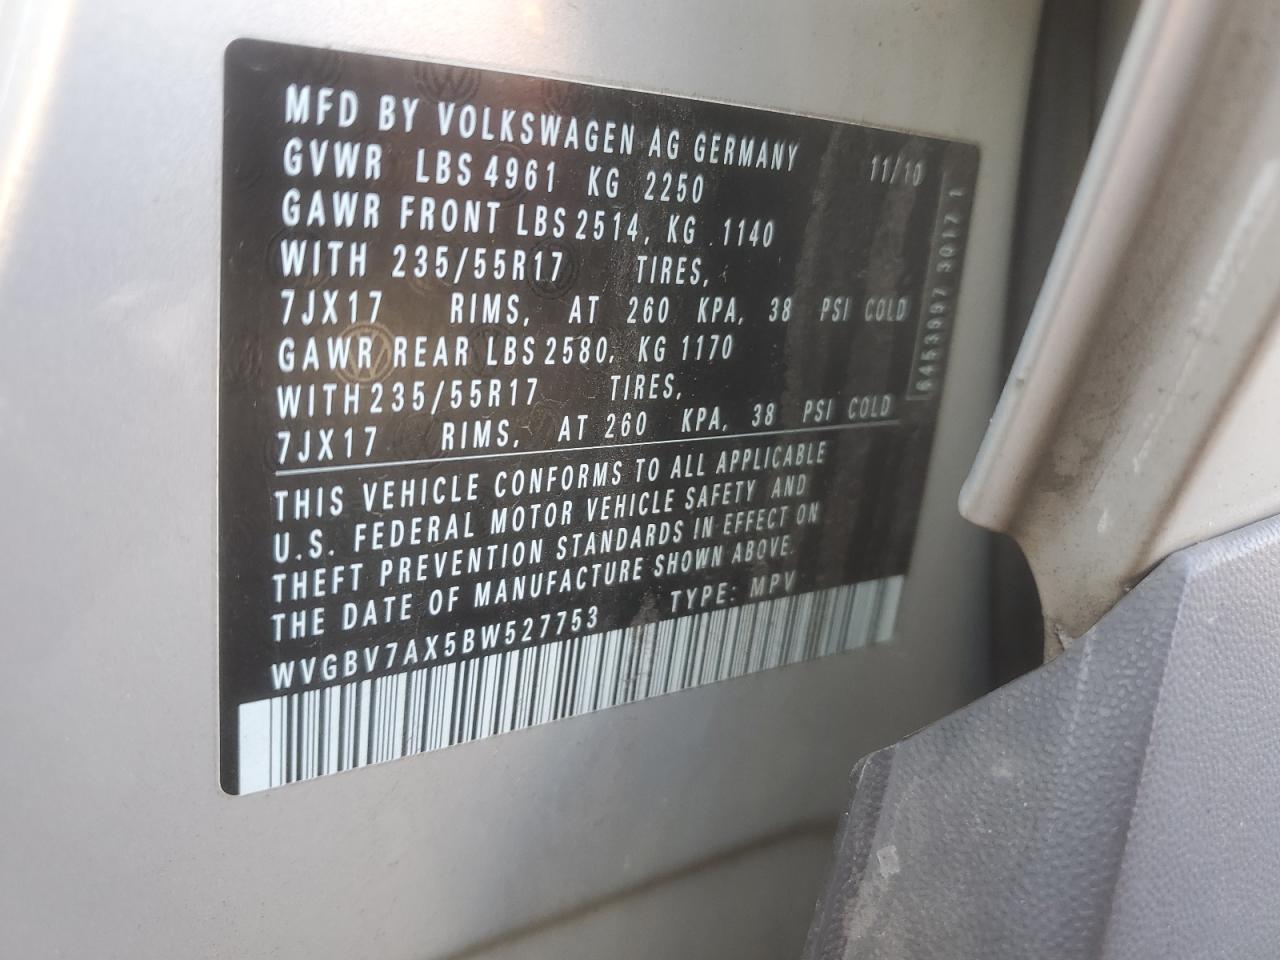 MFD BY VOLKSWAGEN AG GERMANY 11/10
GVWR LBS 4961 KG 2250
GAWR FRONT LBS 2514, KG 1140
WITH 235/55R17 TIRES,
7JX17 RIMS, AT 260 KPA, 38 PSI COLD
GAWR REAR LBS 2580, KG 1170
WITH 235/55R17 TIRES,
7JX17 RIMS, AT 260 KPA, 38 PSI COLD
THIS VEHICLE CONFORMS TO ALL APPLICABLE
U.S. FEDERAL MOTOR VEHICLE SAFETY AND
THEFT PREVENTION STANDARDS IN EFFECT ON
THE DATE OF MANUFACTURE SHOWN ABOVE.
WVGBV7AX5BW527753 TYPE: MPV